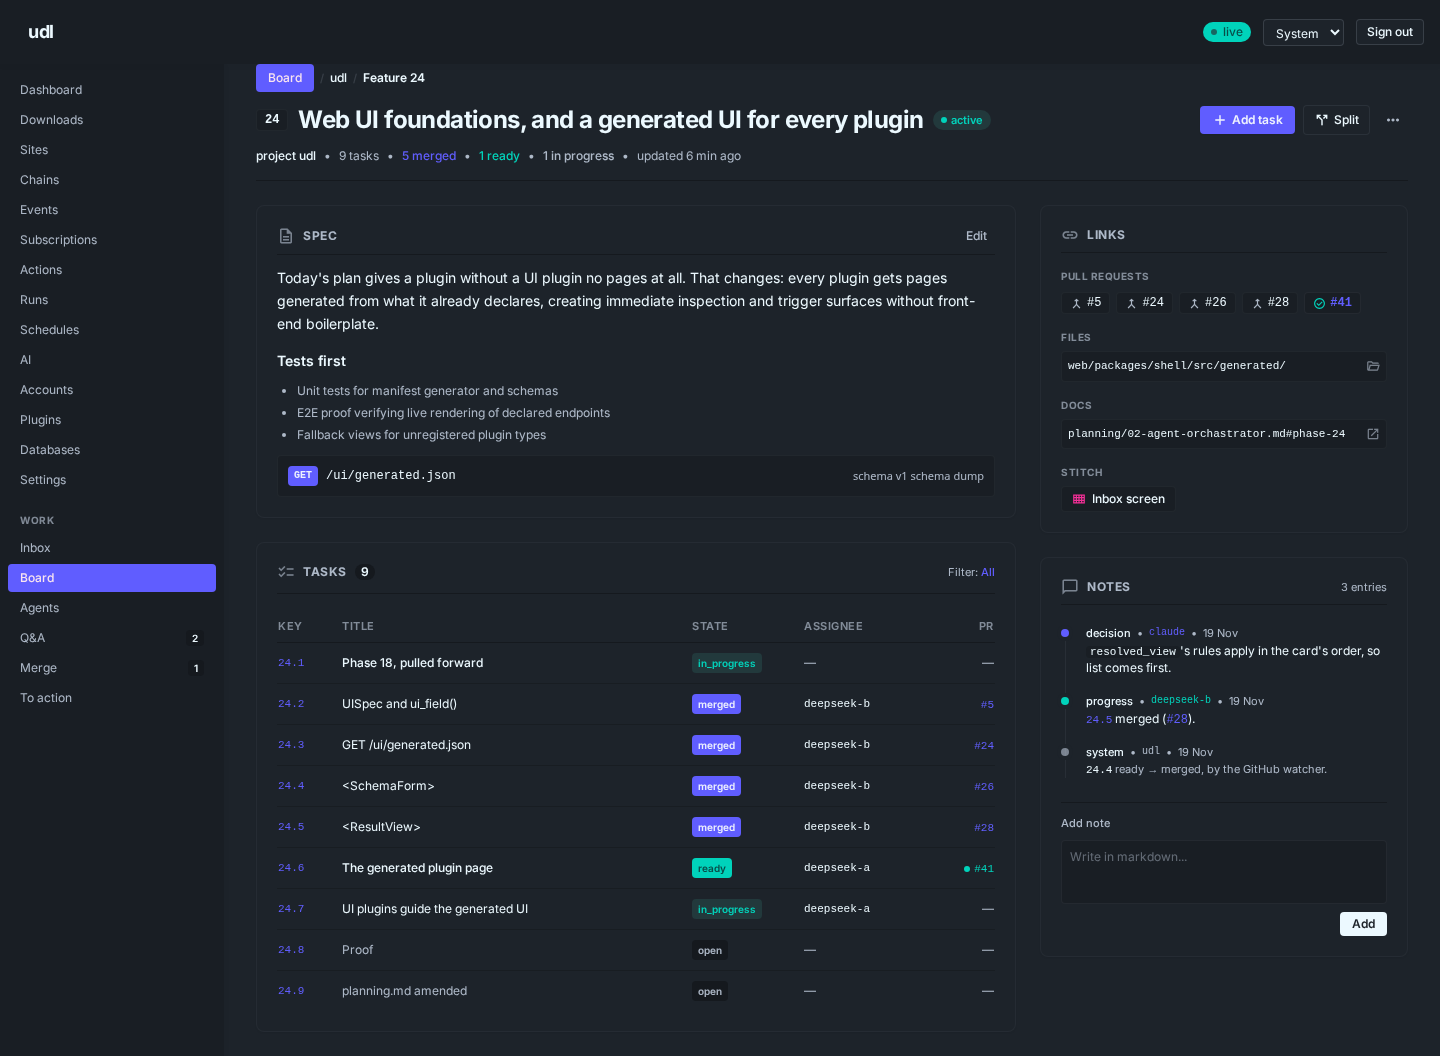 udl
live
System
Sign out
Dashboard
Downloads
Sites
Chains
Events
Subscriptions
Actions
Runs
Schedules
AI
Accounts
Plugins
Databases
Settings
WORK
Inbox
Board
Agents
Q&A 2
Merge 1
To action
Board / udl / Feature 24
24 Web UI foundations, and a generated UI for every plugin active
Add task
Split
project udl • 9 tasks • 5 merged • 1 ready • 1 in progress • updated 6 min ago
SPEC
Edit
Today's plan gives a plugin without a UI plugin no pages at all. That changes: every plugin gets pages
generated from what it already declares, creating immediate inspection and trigger surfaces without front-
end boilerplate.
Tests first
• Unit tests for manifest generator and schemas
• E2E proof verifying live rendering of declared endpoints
• Fallback views for unregistered plugin types
GET /ui/generated.json schema v1 schema dump
TASKS 9
Filter: All
KEY TITLE STATE ASSIGNEE PR
24.1 Phase 18, pulled forward in_progress — —
24.2 UISpec and ui_field() merged deepseek-b #5
24.3 GET /ui/generated.json merged deepseek-b #24
24.4 <SchemaForm> merged deepseek-b #26
24.5 <ResultView> merged deepseek-b #28
24.6 The generated plugin page ready deepseek-a #41
24.7 UI plugins guide the generated UI in_progress deepseek-a —
24.8 Proof open — —
24.9 planning.md amended open — —
LINKS
PULL REQUESTS
#5 #24 #26 #28 #41
FILES
web/packages/shell/src/generated/
DOCS
planning/02-agent-orchastrator.md#phase-24
STITCH
Inbox screen
NOTES
3 entries
decision • claude • 19 Nov
resolved_view 's rules apply in the card's order, so
list comes first.
progress • deepseek-b • 19 Nov
24.5 merged (#28).
system • udl • 19 Nov
24.4 ready → merged, by the GitHub watcher.
Add note
Write in markdown...
Add